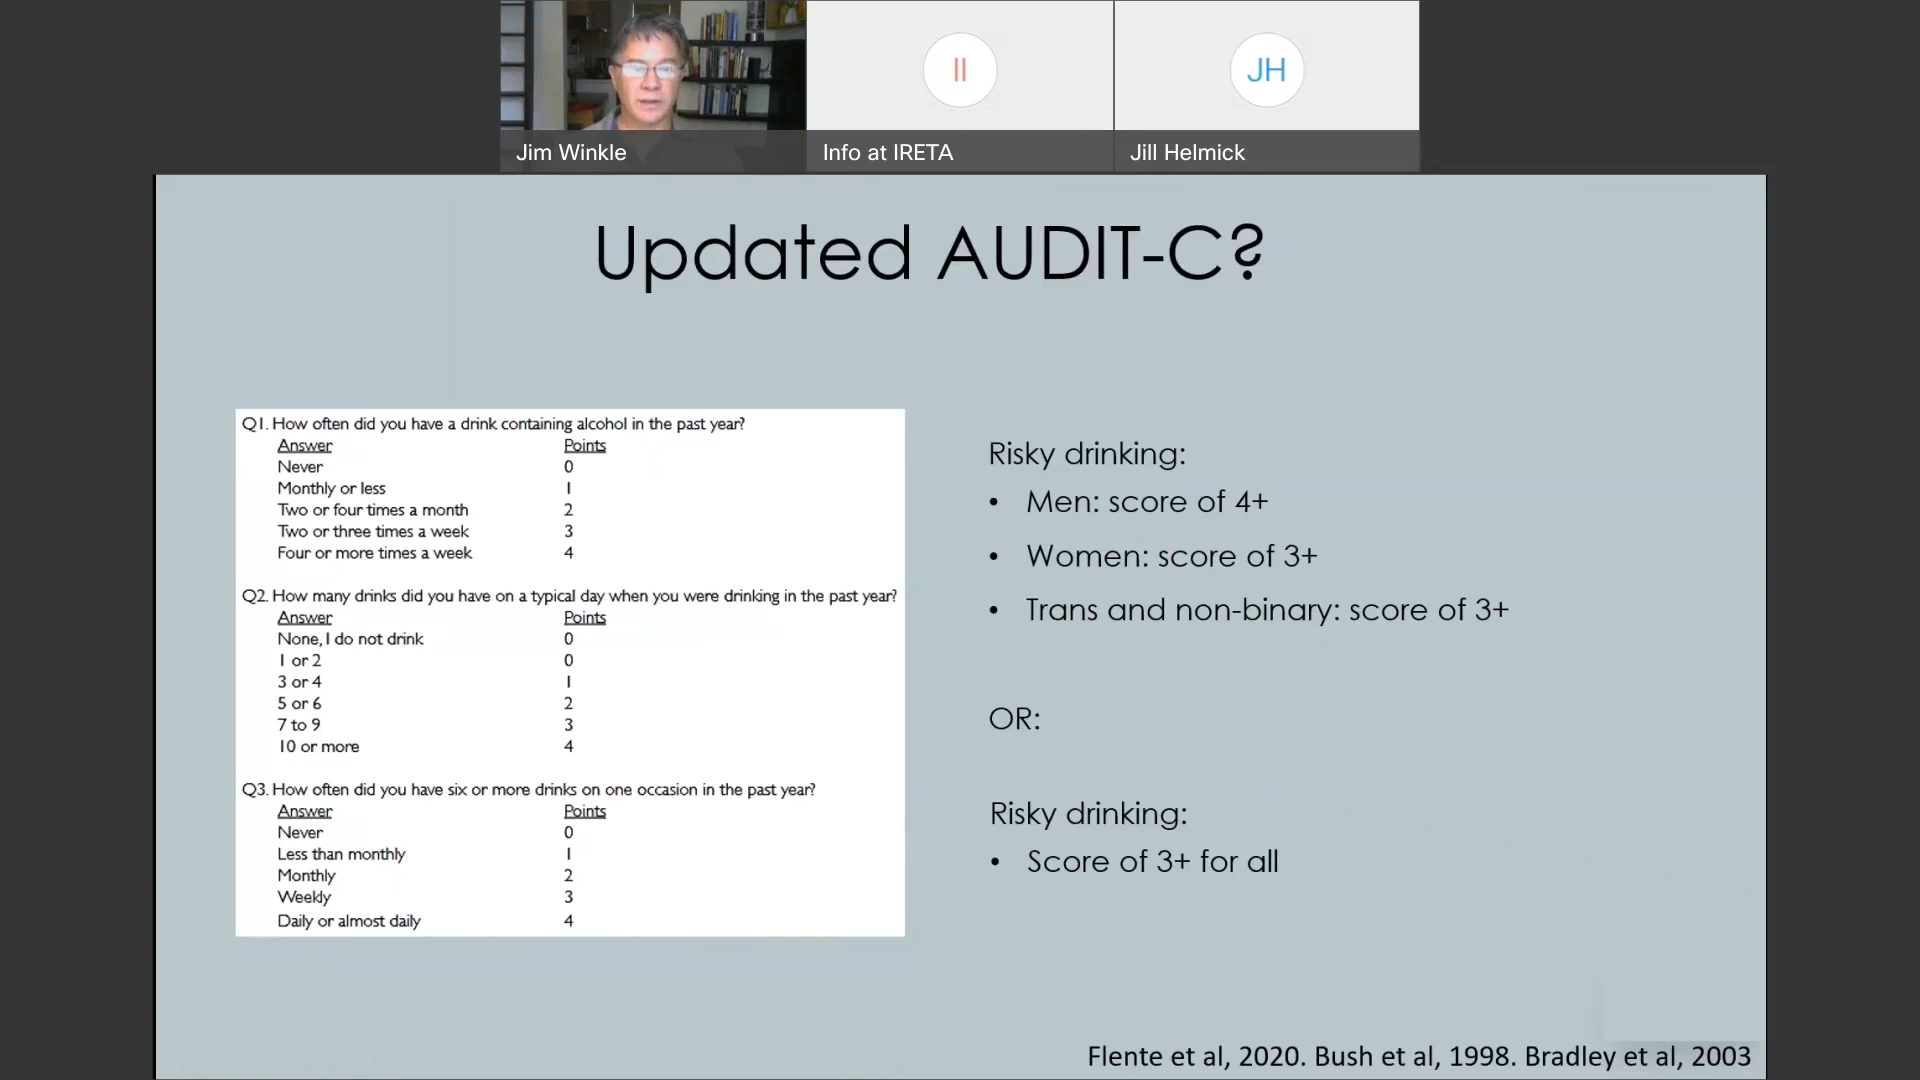 II
JH
Jim Winkle
Info at IRETA
Jill Helmick
Updated AUDIT-C?
Q1. How often did you have a drink containing alcohol in the past year?
Answer Points
Never 0
Monthly or less 1
Two or four times a month 2
Two or three times a week 3
Four or more times a week 4
Q2. How many drinks did you have on a typical day when you were drinking in the past year?
Answer Points
None, I do not drink 0
1 or 2 0
3 or 4 1
5 or 6 2
7 to 9 3
10 or more 4
Q3. How often did you have six or more drinks on one occasion in the past year?
Answer Points
Never 0
Less than monthly 1
Monthly 2
Weekly 3
Daily or almost daily 4
Risky drinking:
• Men: score of 4+
• Women: score of 3+
• Trans and non-binary: score of 3+
OR:
Risky drinking:
• Score of 3+ for all
Flente et al, 2020. Bush et al, 1998. Bradley et al, 2003